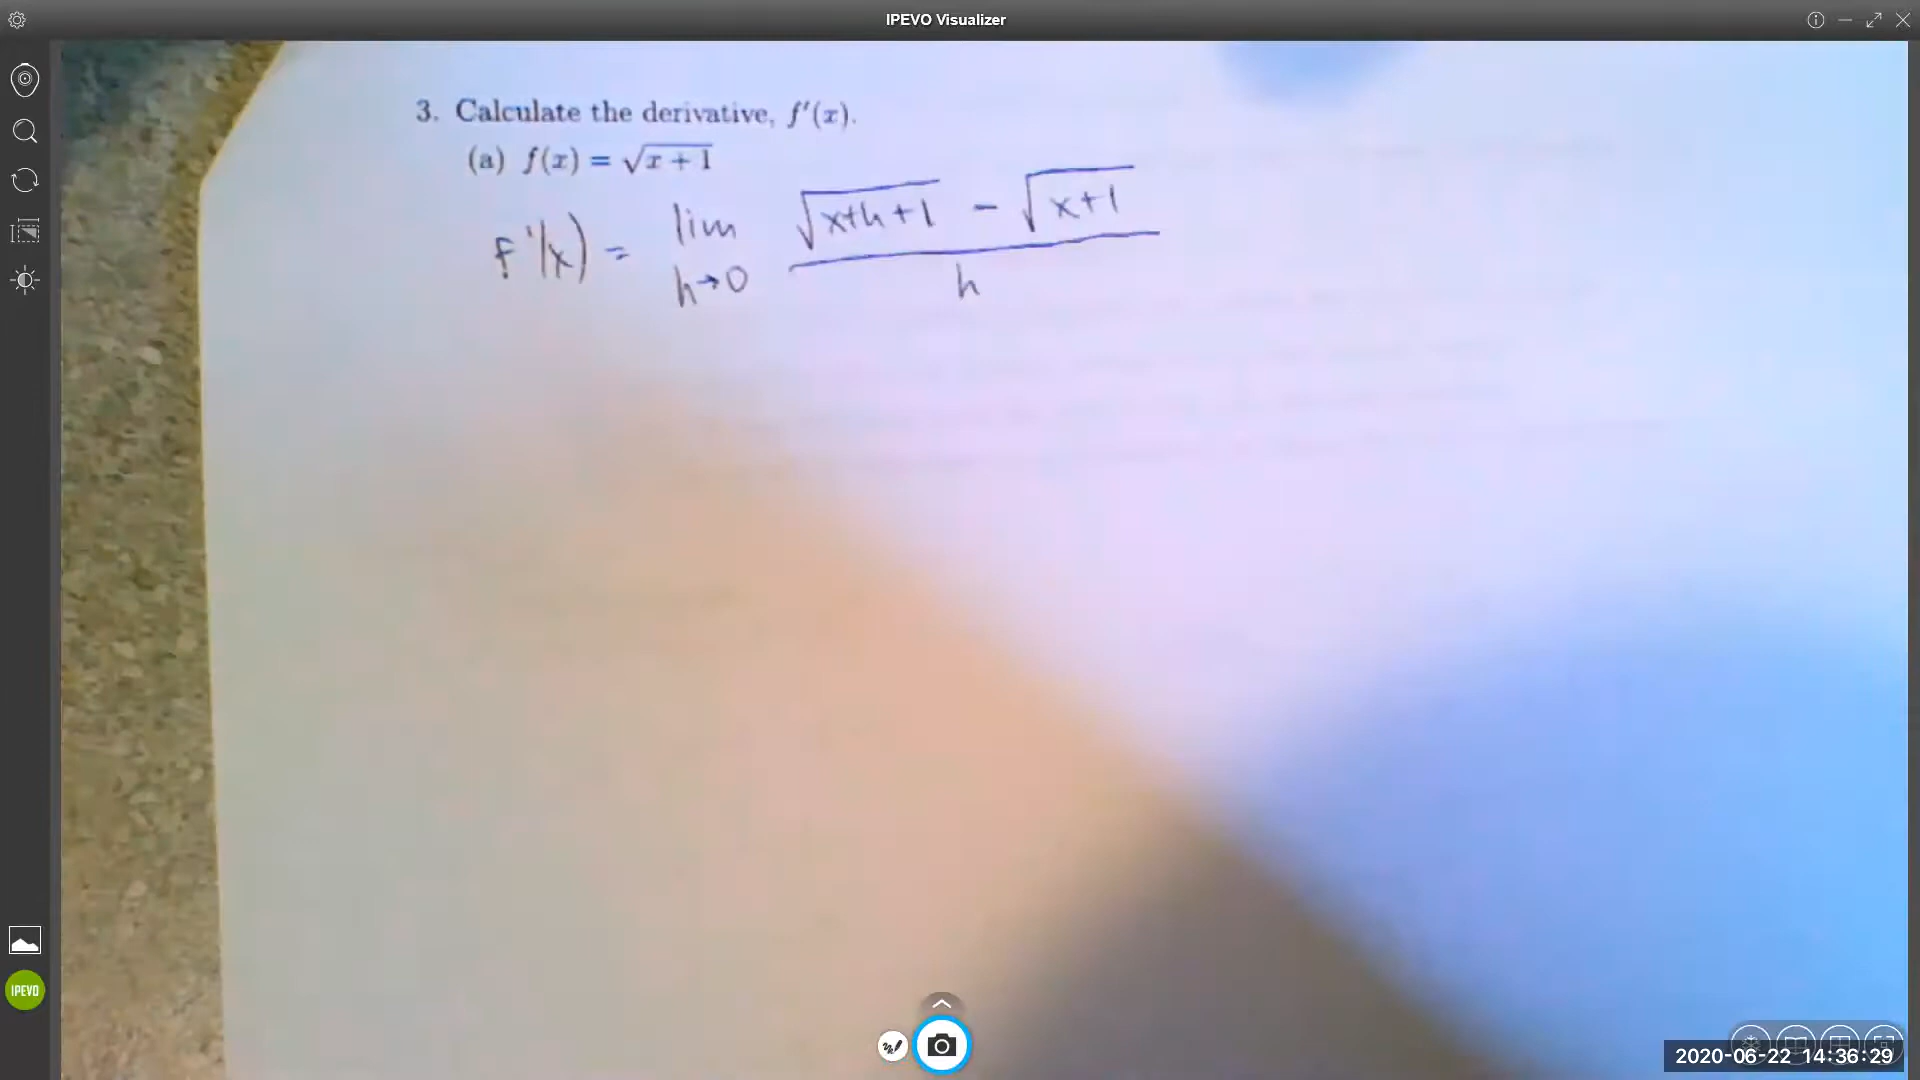 IPEVO Visualizer
3. Calculate the derivative, f'(x).
(a) f(x) = √(x + 1)
f'(x) = lim h→0 (√(x+h+1) - √(x+1)) / h
IPEVO
2020-06-22 14:36:29